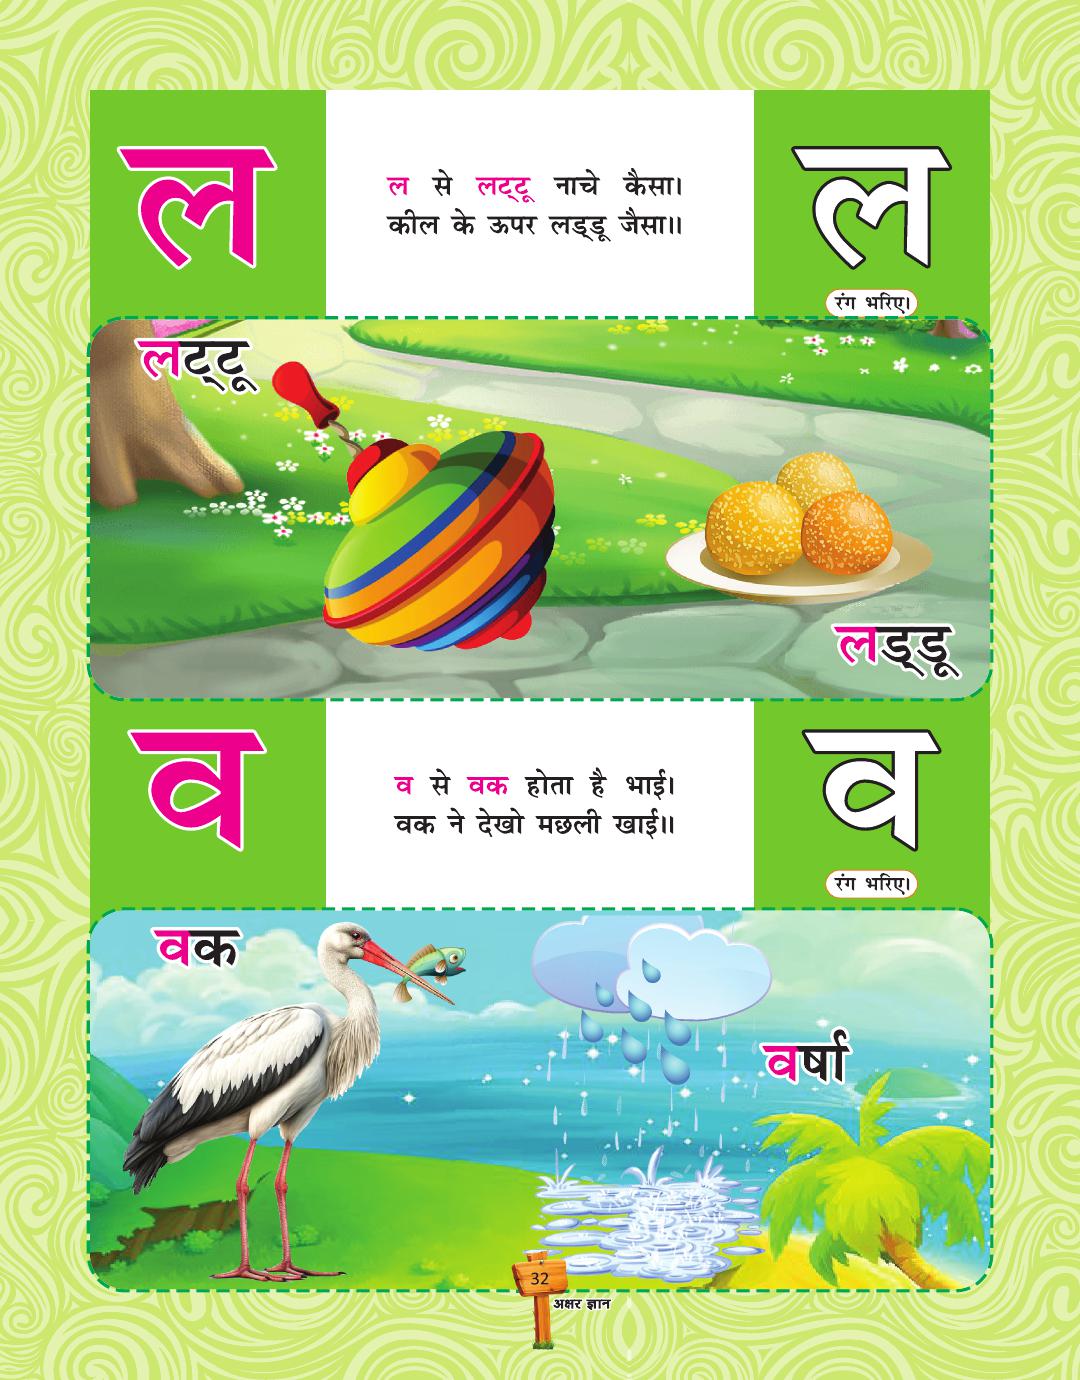 ल
ल से लट्टू नाचे कैसा।
कील के ऊपर लड्डू जैसा॥
ल
रंग भरिए।
लट्टू
लड्डू
व
व से वक होता है भाई।
वक ने देखो मछली खाई॥
व
रंग भरिए।
वक
वर्षा
32
अक्षर ज्ञान